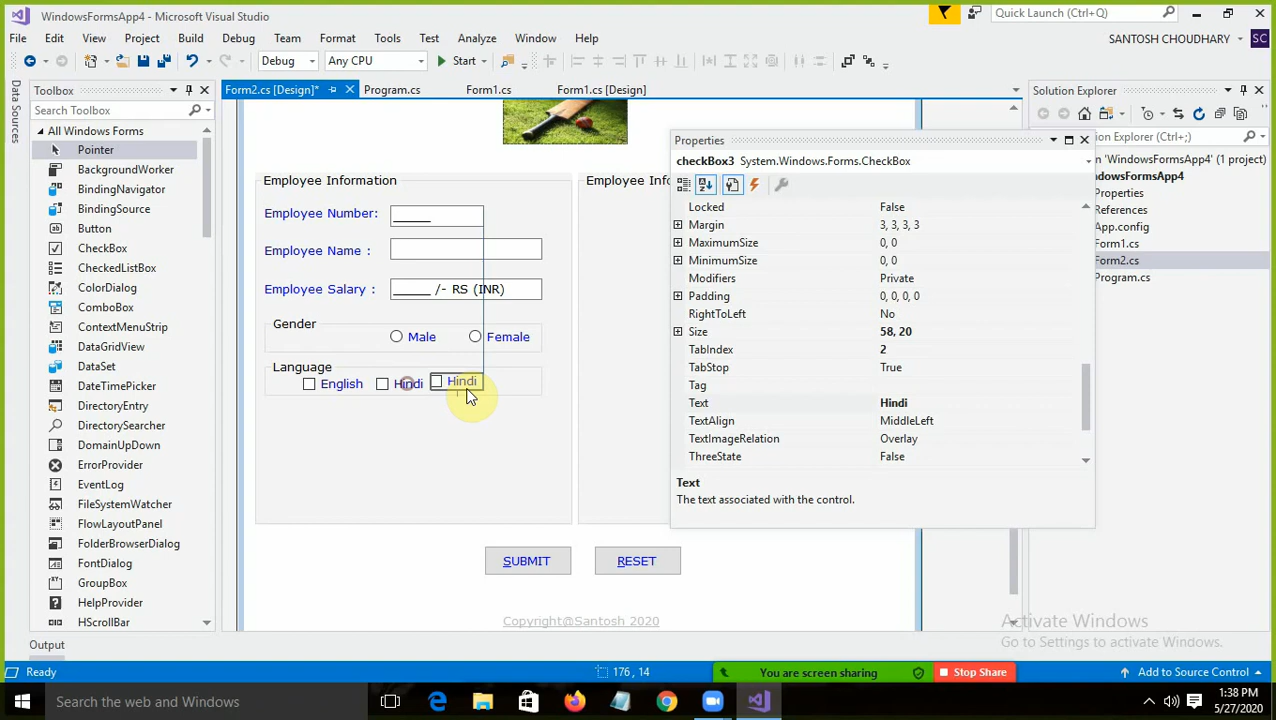 WindowsFormsApp4 - Microsoft Visual Studio
Quick Launch (Ctrl+Q)
File Edit View Project Build Debug Team Format Tools Test Analyze Window Help
SANTOSH CHOUDHARY SC
Debug Any CPU Start
Data Sources
Toolbox
Search Toolbox
All Windows Forms
Pointer
BackgroundWorker
BindingNavigator
BindingSource
Button
CheckBox
CheckedListBox
ColorDialog
ComboBox
ContextMenuStrip
DataGridView
DataSet
DateTimePicker
DirectoryEntry
DirectorySearcher
DomainUpDown
ErrorProvider
EventLog
FileSystemWatcher
FlowLayoutPanel
FolderBrowserDialog
FontDialog
GroupBox
HelpProvider
HScrollBar
Form2.cs [Design]* Program.cs Form1.cs Form1.cs [Design]
Employee Information
Employee Number: _____
Employee Name :
Employee Salary : _____ /- RS (INR)
Gender
Male Female
Language
English Hindi Hindi
Employee Info
SUBMIT RESET
Copyright@Santosh 2020
Properties
checkBox3 System.Windows.Forms.CheckBox
Locked False
Margin 3, 3, 3, 3
MaximumSize 0, 0
MinimumSize 0, 0
Modifiers Private
Padding 0, 0, 0, 0
RightToLeft No
Size 58, 20
TabIndex 2
TabStop True
Tag
Text Hindi
TextAlign MiddleLeft
TextImageRelation Overlay
ThreeState False
Text
The text associated with the control.
Solution Explorer
Explorer (Ctrl+;)
'WindowsFormsApp4' (1 project)
ndowsFormsApp4
Properties
References
App.config
Form1.cs
Form2.cs
Program.cs
Activate Windows
Go to Settings to activate Windows.
Output
Ready 176 , 14 You are screen sharing Stop Share Add to Source Control
Search the web and Windows
1:38 PM
5/27/2020